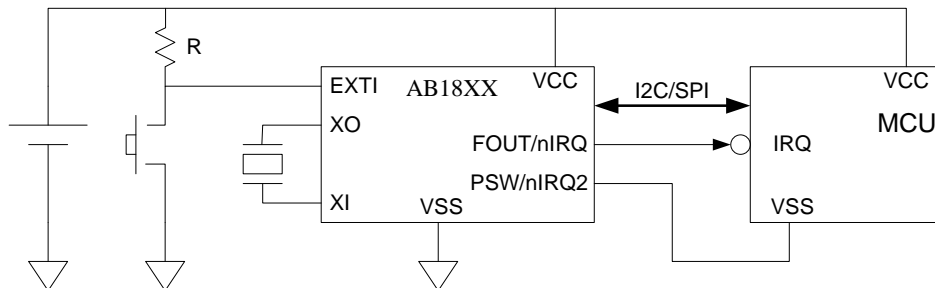 R
EXTI
AB18XX
VCC
VCC
I2C/SPI
MCU
XO
FOUT/nIRQ
IRQ
PSW/nIRQ2
XI
VSS
VSS